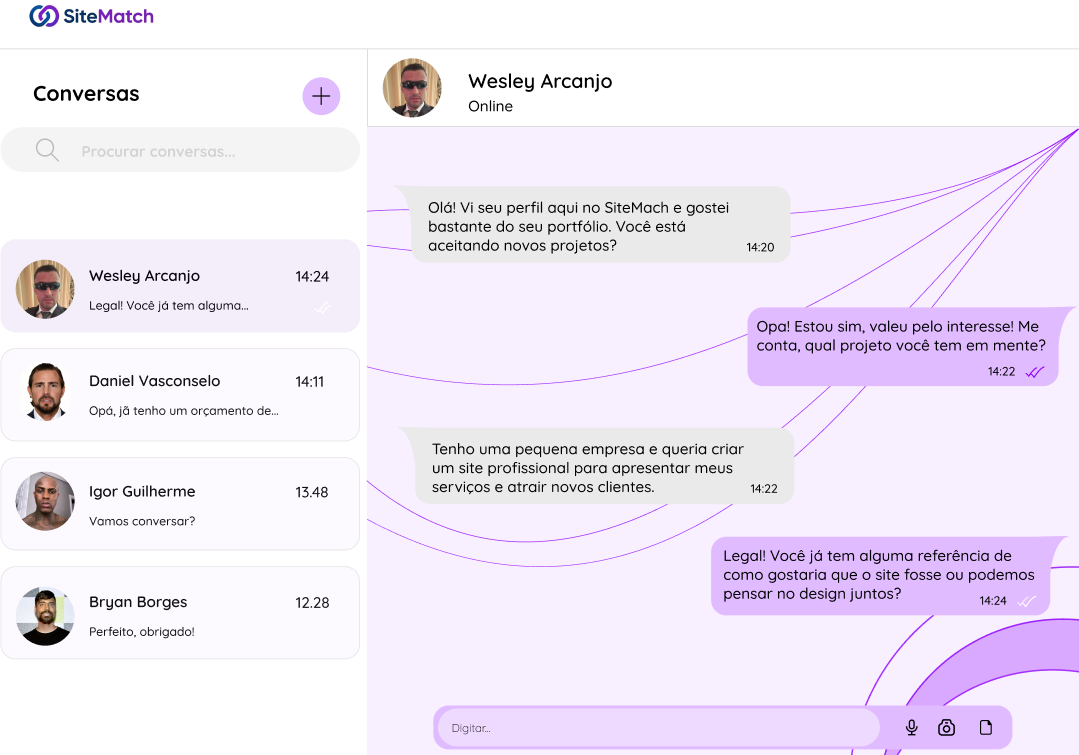 SiteMatch
Conversas
Procurar conversas...
Wesley Arcanjo 14:24
Legal! Você já tem alguma...
Daniel Vasconselo 14:11
Opá, jã tenho um orçamento de...
Igor Guilherme 13.48
Vamos conversar?
Bryan Borges 12.28
Perfeito, obrigado!
Wesley Arcanjo
Online
Olá! Vi seu perfil aqui no SiteMach e gostei
bastante do seu portfólio. Você está
aceitando novos projetos?
14:20
Opa! Estou sim, valeu pelo interesse! Me
conta, qual projeto você tem em mente?
14:22
Tenho uma pequena empresa e queria criar
um site profissional para apresentar meus
serviços e atrair novos clientes.
14:22
Legal! Você já tem alguma referência de
como gostaria que o site fosse ou podemos
pensar no design juntos?
14:24
Digitar...